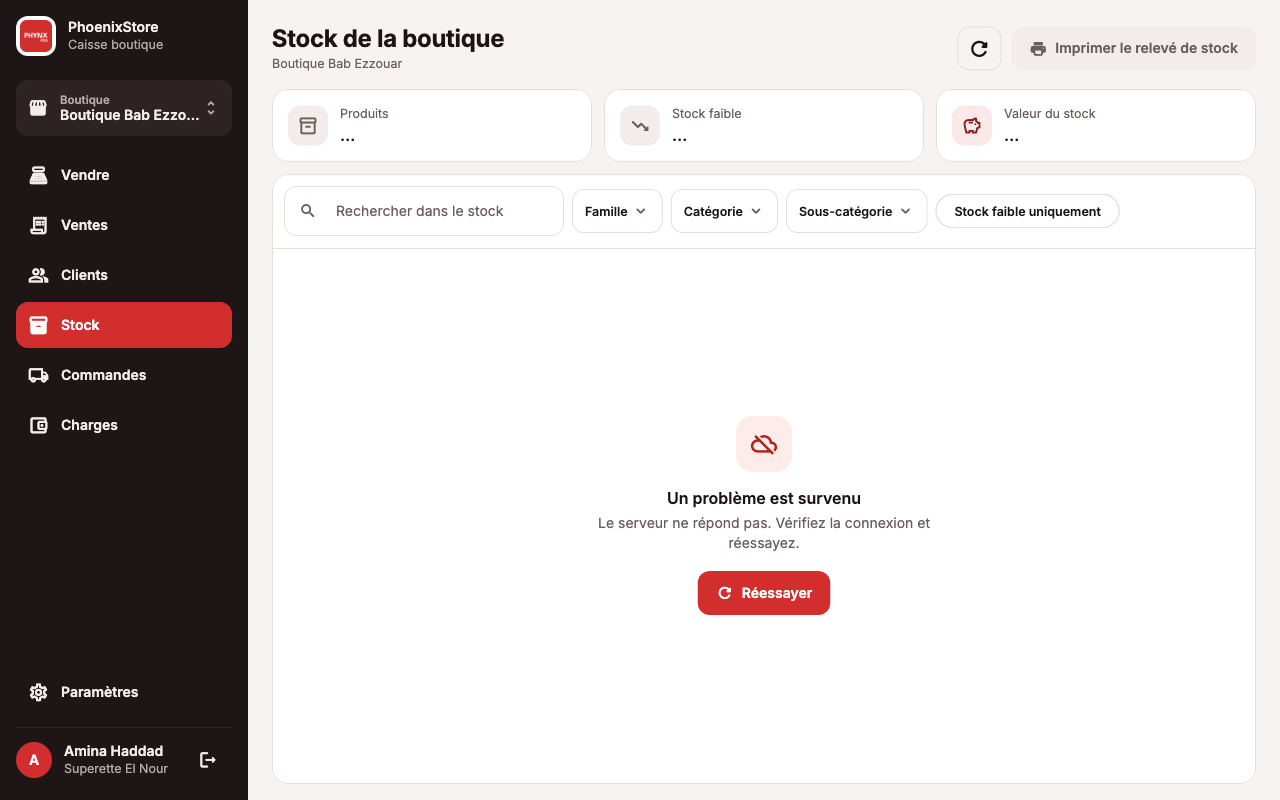 PHYNX
POS
PhoenixStore
Caisse boutique
Boutique
Boutique Bab Ezzo...
Vendre
Ventes
Clients
Stock
Commandes
Charges
Paramètres
A
Amina Haddad
Superette El Nour
Stock de la boutique
Boutique Bab Ezzouar
Imprimer le relevé de stock
Produits
...
Stock faible
...
Valeur du stock
...
Rechercher dans le stock
Famille
Catégorie
Sous-catégorie
Stock faible uniquement
Un problème est survenu
Le serveur ne répond pas. Vérifiez la connexion et
réessayez.
Réessayer